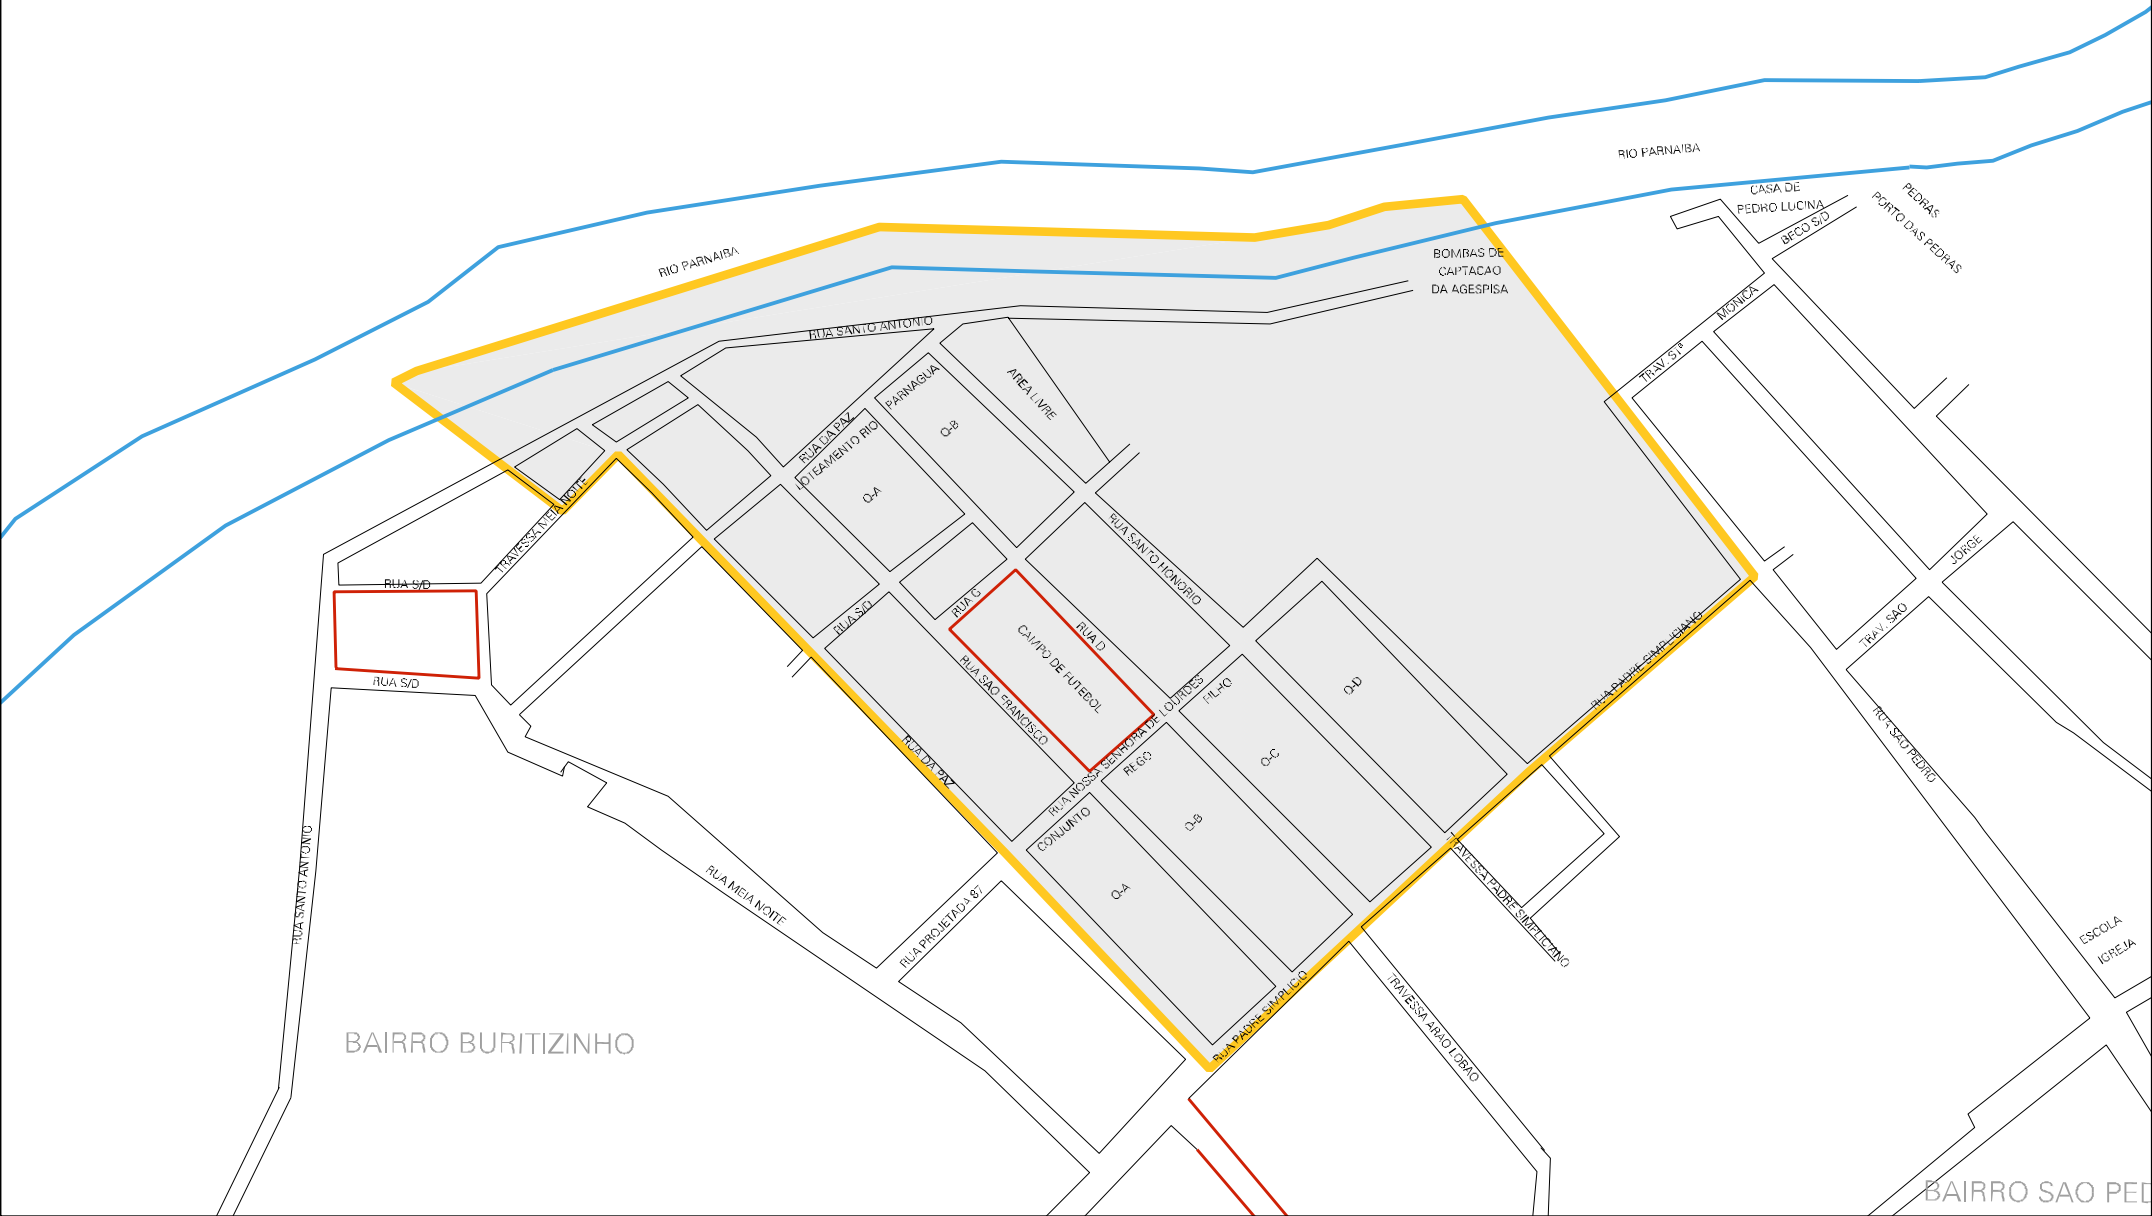 RIO PARNAIBA
CASA DE
PEDRO LUCINA
BECO S/D
PEDRAS
PORTO DAS PEDRAS
RIO PARNAIBA
BOMBAS DE
CAPTACAO
DA AGESPISA
RUA SANTO ANTONIO
TRAV. STª
MONICA
AREA LIVRE
PARNAGUA
RUA DA PAZ
LOTEAMENTO RIO
Q-B
Q-A
TRAVESSA MEIA NOITE
RUA S/D
RUA S/D
RUA SANTO HONORIO
RUA S/D
RUA G
RUA D
CAMPO DE FUTEBOL
RUA SAO FRANCISCO
RUA NOSSA SENHORA DE LOURDES
RUA PADRE SIMPLICIANO
TRAV. SAO
JORGE
RUA SAO PEDRO
CONJUNTO
REGO
FILHO
Q-D
Q-C
Q-B
Q-A
RUA DA PAZ
RUA SANTO ANTONIO
RUA MEIA NOITE
RUA PROJETADA 87
TRAVESSA PADRE SIMPLICIANO
RUA PADRE SIMPLICIO
TRAVESSA ARAO LOBAO
ESCOLA
IGREJA
BAIRRO BURITIZINHO
BAIRRO SAO PED